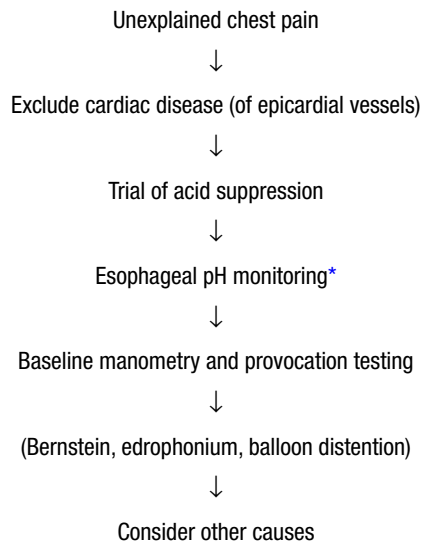 Unexplained chest pain
↓
Exclude cardiac disease (of epicardial vessels)
↓
Trial of acid suppression
↓
Esophageal pH monitoring*
↓
Baseline manometry and provocation testing
↓
(Bernstein, edrophonium, balloon distention)
↓
Consider other causes